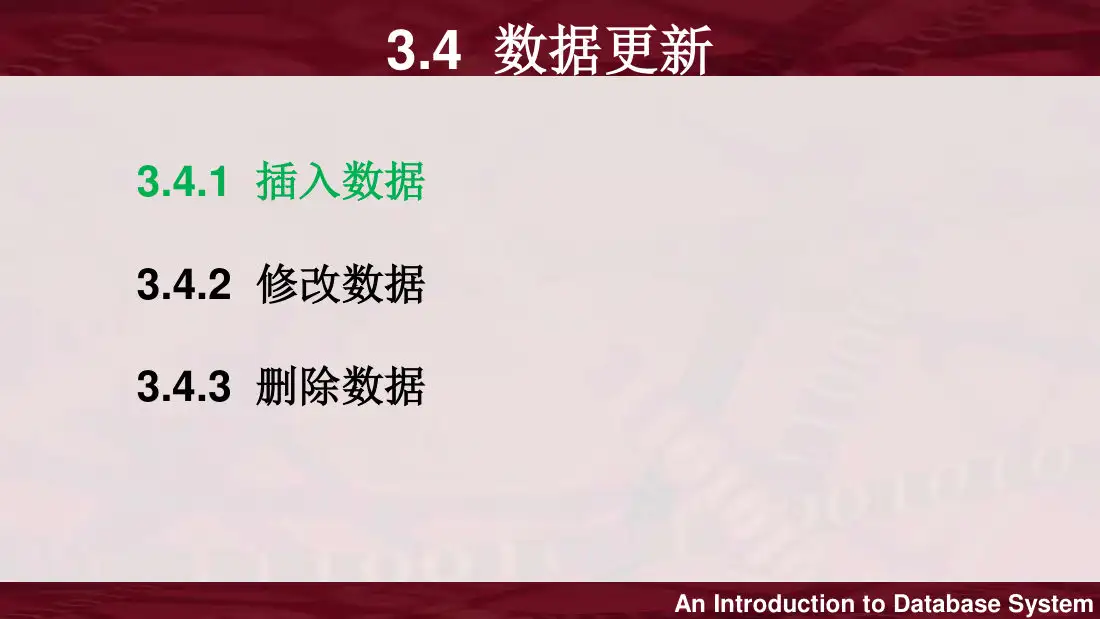 3.4 数据更新
3.4.1 插入数据
3.4.2 修改数据
3.4.3 删除数据
An Introduction to Database System